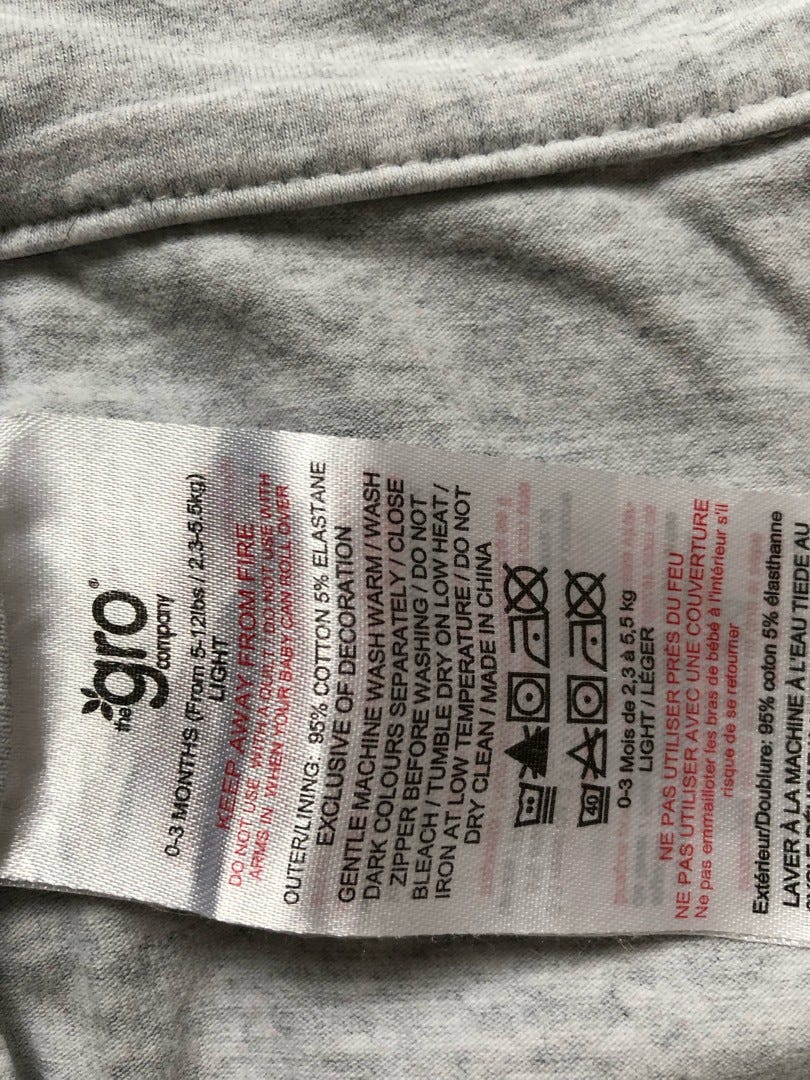 the gro company®
0-3 MONTHS (From 5-12lbs / 2.3-5.5kg)
LIGHT
KEEP AWAY FROM FIRE
DO NOT USE WITH A QUILT / DO NOT USE WITH
ARMS IN WHEN YOUR BABY CAN ROLL OVER
OUTER/LINING: 95% COTTON 5% ELASTANE
EXCLUSIVE OF DECORATION
GENTLE MACHINE WASH WARM / WASH
DARK COLOURS SEPARATELY / CLOSE
ZIPPER BEFORE WASHING / DO NOT
BLEACH / TUMBLE DRY ON LOW HEAT /
IRON AT LOW TEMPERATURE / DO NOT
DRY CLEAN / MADE IN CHINA
40
0-3 Mois de 2,3 à 5,5 kg
LIGHT / LÉGER
NE PAS UTILISER PRÈS DU FEU
NE PAS UTILISER AVEC UNE COUVERTURE
Ne pas emmailloter les bras de bébé à l'intérieur s'il
risque de se retourner
Extérieur/Doublure: 95% coton 5% élasthanne
LAVER À LA MACHINE À L'EAU TIEDE AU